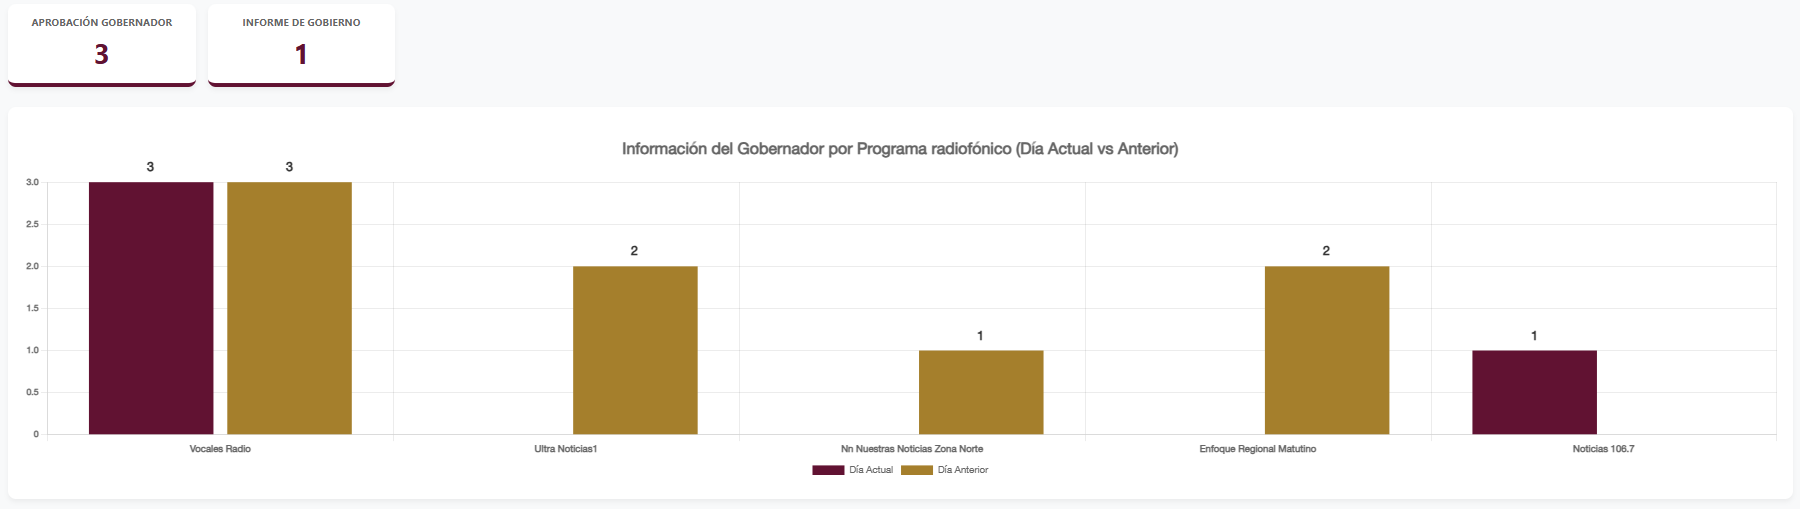 APROBACIÓN GOBERNADOR
3
INFORME DE GOBIERNO
1
Información del Gobernador por Programa radiofónico (Día Actual vs Anterior)
3 3 2 1 2 1
3.0
2.5
2.0
1.5
1.0
0.5
0
Vocales Radio
Ultra Noticias1
Nn Nuestras Noticias Zona Norte
Enfoque Regional Matutino
Noticias 106.7
Día Actual
Día Anterior